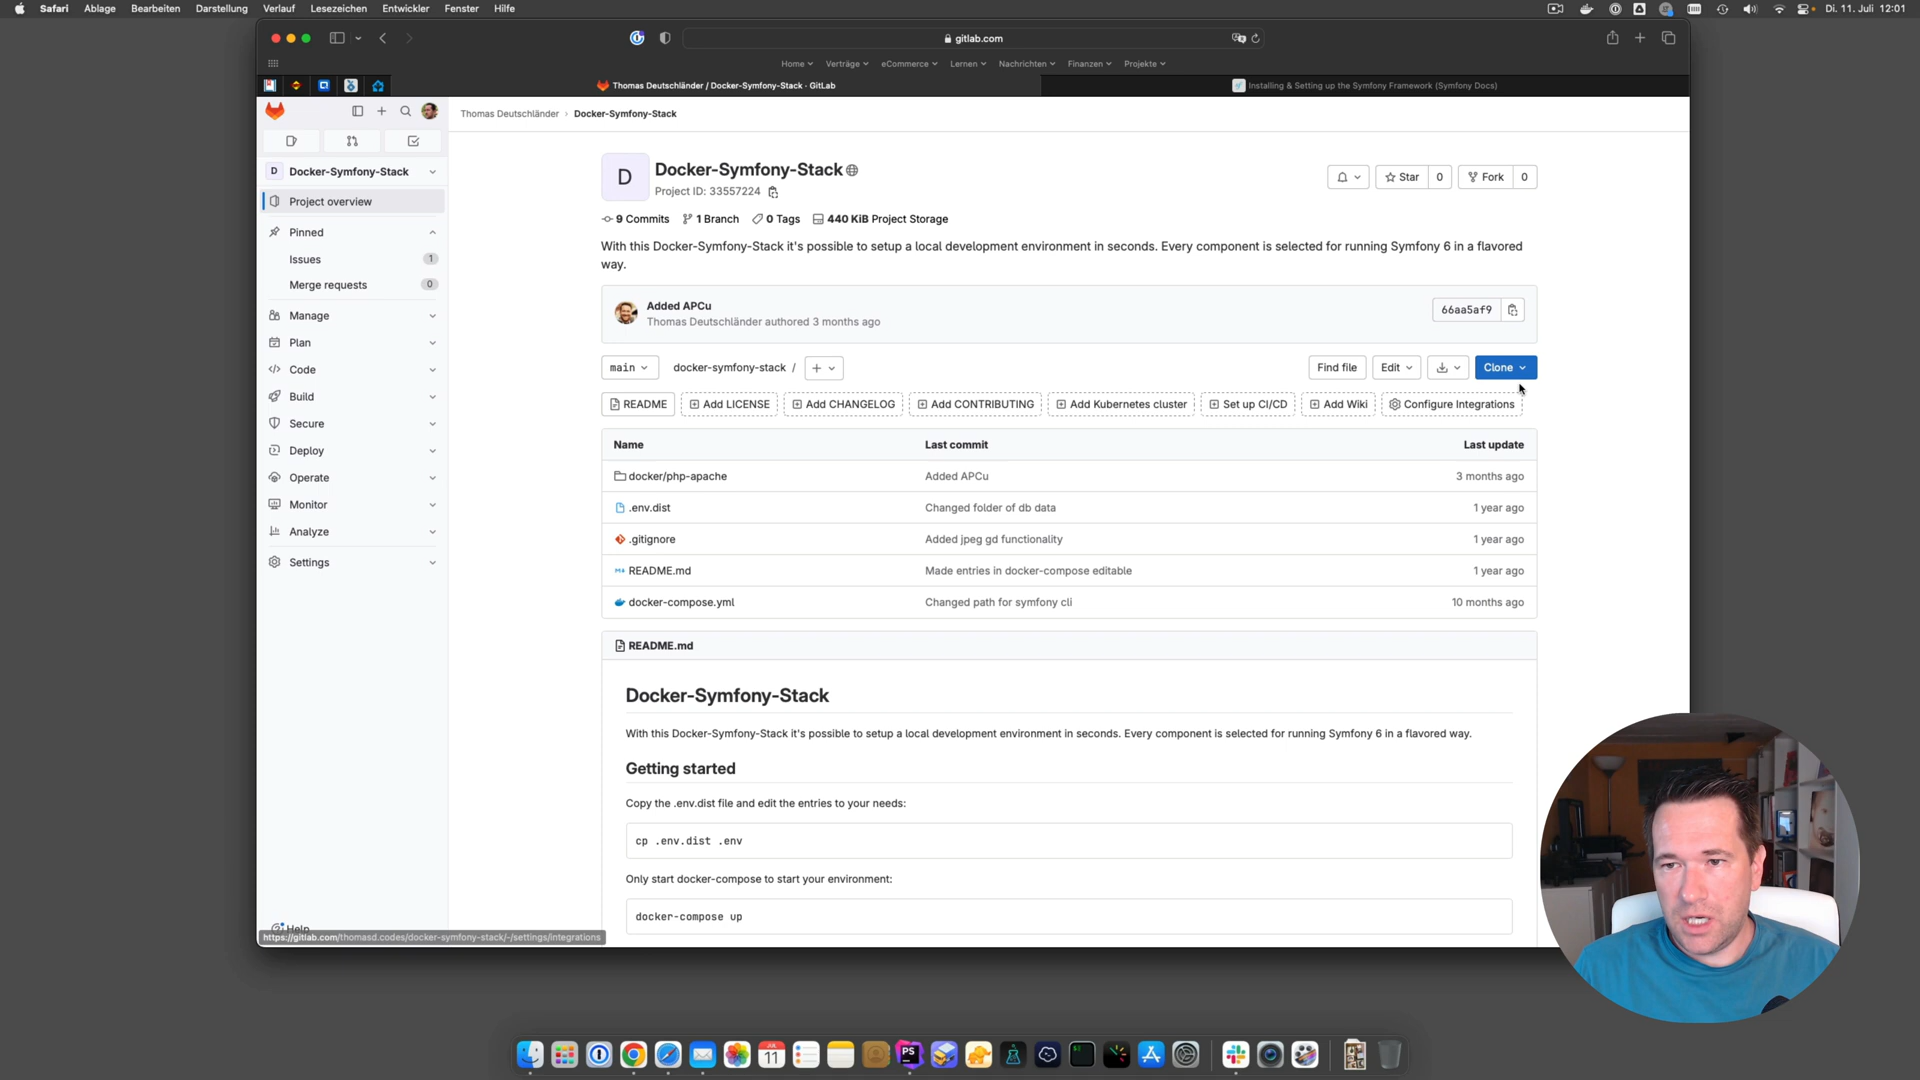 Safari Ablage Bearbeiten Darstellung Verlauf Lesezeichen Entwickler Fenster Hilfe Di. 11. Juli 12:01
gitlab.com
Home Verträge eCommerce Lernen Nachrichten Finanzen Projekte
Thomas Deutschländer / Docker-Symfony-Stack · GitLab
Installing & Setting up the Symfony Framework (Symfony Docs)
Thomas Deutschländer › Docker-Symfony-Stack
D Docker-Symfony-Stack
Project overview
Pinned
Issues 1
Merge requests 0
Manage
Plan
Code
Build
Secure
Deploy
Operate
Monitor
Analyze
Settings
Help
https://gitlab.com/thomasd.codes/docker-symfony-stack/-/settings/integrations
D
Docker-Symfony-Stack
Project ID: 33557224
Star 0 Fork 0
9 Commits 1 Branch 0 Tags 440 KiB Project Storage
With this Docker-Symfony-Stack it's possible to setup a local development environment in seconds. Every component is selected for running Symfony 6 in a flavored
way.
Added APCu
Thomas Deutschländer authored 3 months ago
66aa5af9
main docker-symfony-stack / + Find file Edit Clone
README Add LICENSE Add CHANGELOG Add CONTRIBUTING Add Kubernetes cluster Set up CI/CD Add Wiki Configure Integrations
Name Last commit Last update
docker/php-apache Added APCu 3 months ago
.env.dist Changed folder of db data 1 year ago
.gitignore Added jpeg gd functionality 1 year ago
README.md Made entries in docker-compose editable 1 year ago
docker-compose.yml Changed path for symfony cli 10 months ago
README.md
Docker-Symfony-Stack
With this Docker-Symfony-Stack it's possible to setup a local development environment in seconds. Every component is selected for running Symfony 6 in a flavored way.
Getting started
Copy the .env.dist file and edit the entries to your needs:
cp .env.dist .env
Only start docker-compose to start your environment:
docker-compose up
JUL
11
PS